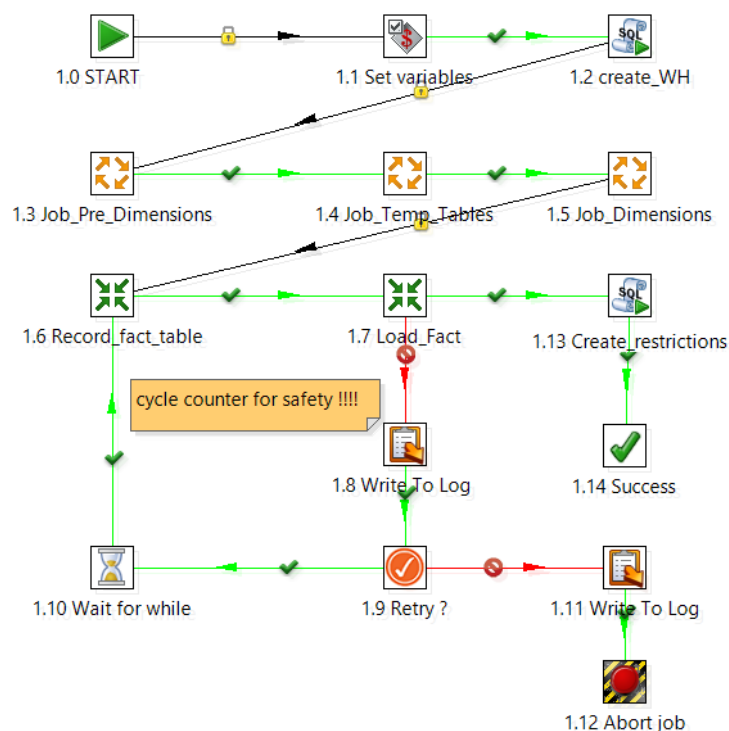 1.0 START
1.1 Set variables
SQL
1.2 create_WH
1.3 Job_Pre_Dimensions
1.4 Job_Temp_Tables
1.5 Job_Dimensions
1.6 Record_fact_table
1.7 Load_Fact
SQL
1.13 Create_restrictions
cycle counter for safety !!!!
1.8 Write To Log
1.14 Success
1.10 Wait for while
1.9 Retry ?
1.11 Write To Log
1.12 Abort job